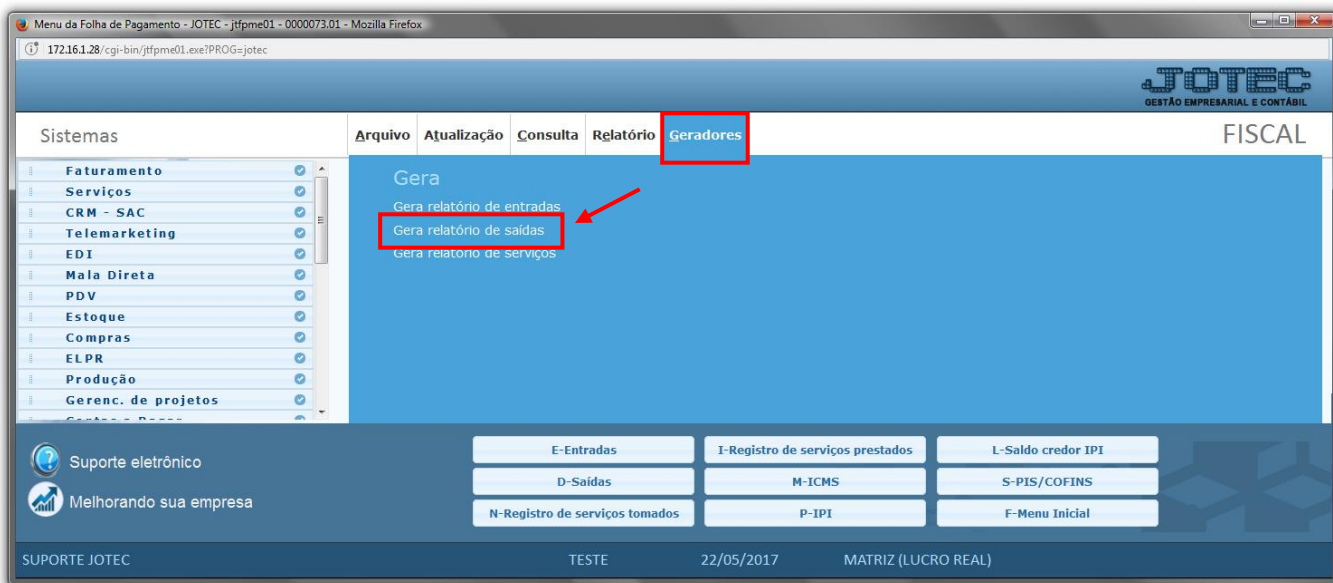 Menu da Folha de Pagamento - JOTEC - jtfpme01 - 0000073.01 - Mozilla Firefox
172.16.1.28/cgi-bin/jtfpme01.exe?PROG=jotec
JOTEC
GESTÃO EMPRESARIAL E CONTÁBIL
Sistemas
Arquivo Atualização Consulta Relatório Geradores
FISCAL
Faturamento
Serviços
CRM - SAC
Telemarketing
EDI
Mala Direta
PDV
Estoque
Compras
ELPR
Produção
Gerenc. de projetos
Gera
Gera relatório de entradas
Gera relatório de saídas
Gera relatório de serviços
Suporte eletrônico
Melhorando sua empresa
E-Entradas I-Registro de serviços prestados L-Saldo credor IPI
D-Saídas M-ICMS S-PIS/COFINS
N-Registro de serviços tomados P-IPI F-Menu Inicial
SUPORTE JOTEC TESTE 22/05/2017 MATRIZ (LUCRO REAL)